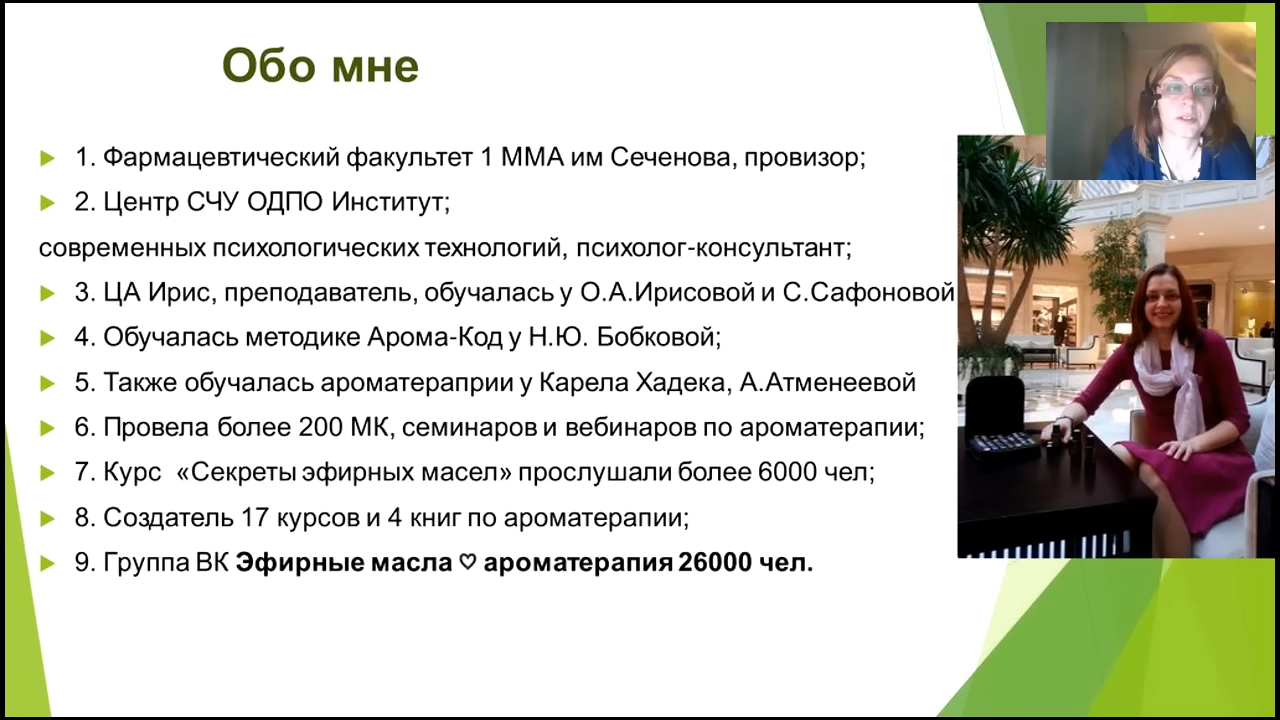 Обо мне
1. Фармацевтический факультет 1 ММА им Сеченова, провизор;
2. Центр СЧУ ОДПО Институт;
современных психологических технологий, психолог-консультант;
3. ЦА Ирис, преподаватель, обучалась у О.А.Ирисовой и С.Сафоновой
4. Обучалась методике Арома-Код у Н.Ю. Бобковой;
5. Также обучалась ароматераприи у Карела Хадека, А.Атменеевой
6. Провела более 200 МК, семинаров и вебинаров по ароматерапии;
7. Курс «Секреты эфирных масел» прослушали более 6000 чел;
8. Создатель 17 курсов и 4 книг по ароматерапии;
9. Группа ВК Эфирные масла ♡ ароматерапия 26000 чел.